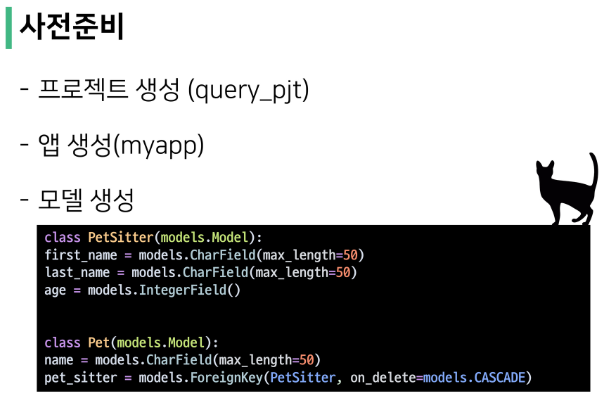 사전준비
- 프로젝트 생성 (query_pjt)
- 앱 생성(myapp)
- 모델 생성
class PetSitter(models.Model):
first_name = models.CharField(max_length=50)
last_name = models.CharField(max_length=50)
age = models.IntegerField()
class Pet(models.Model):
name = models.CharField(max_length=50)
pet_sitter = models.ForeignKey(PetSitter, on_delete=models.CASCADE)